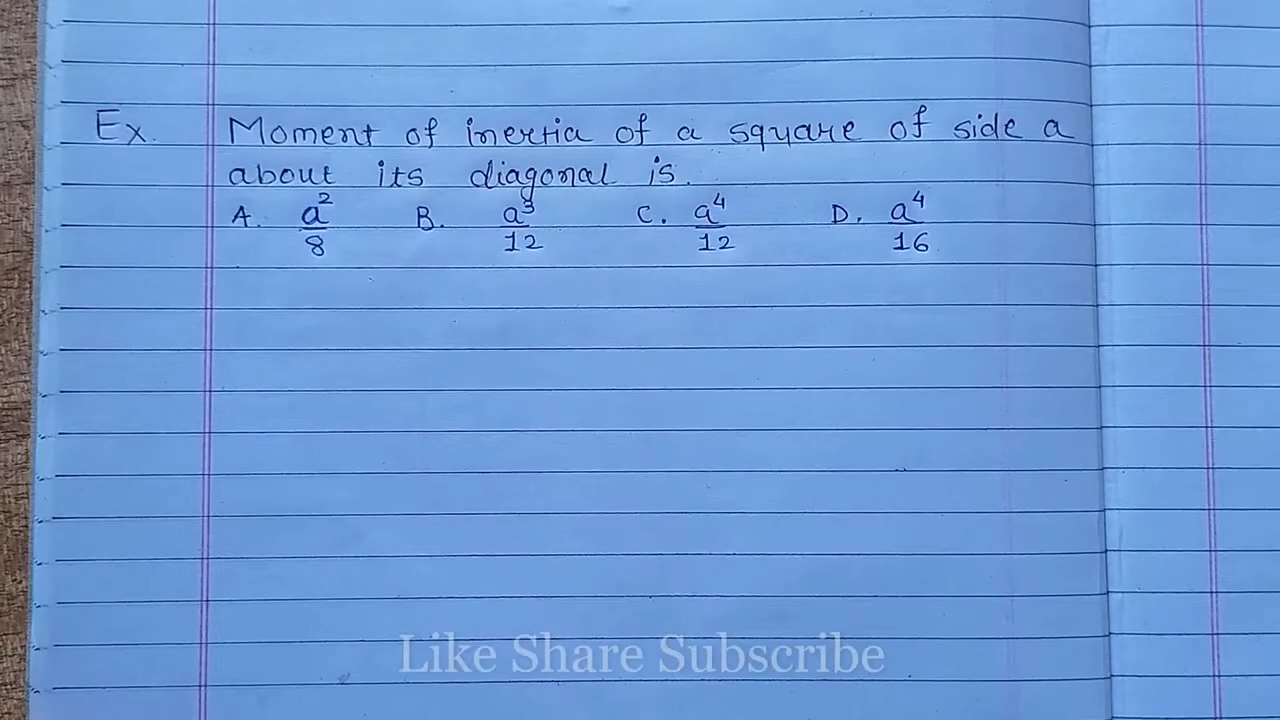 Ex. Moment of inertia of a square of side a
about its diagonal is.
A. a²/8 B. a³/12 C. a⁴/12 D. a⁴/16
Like Share Subscribe